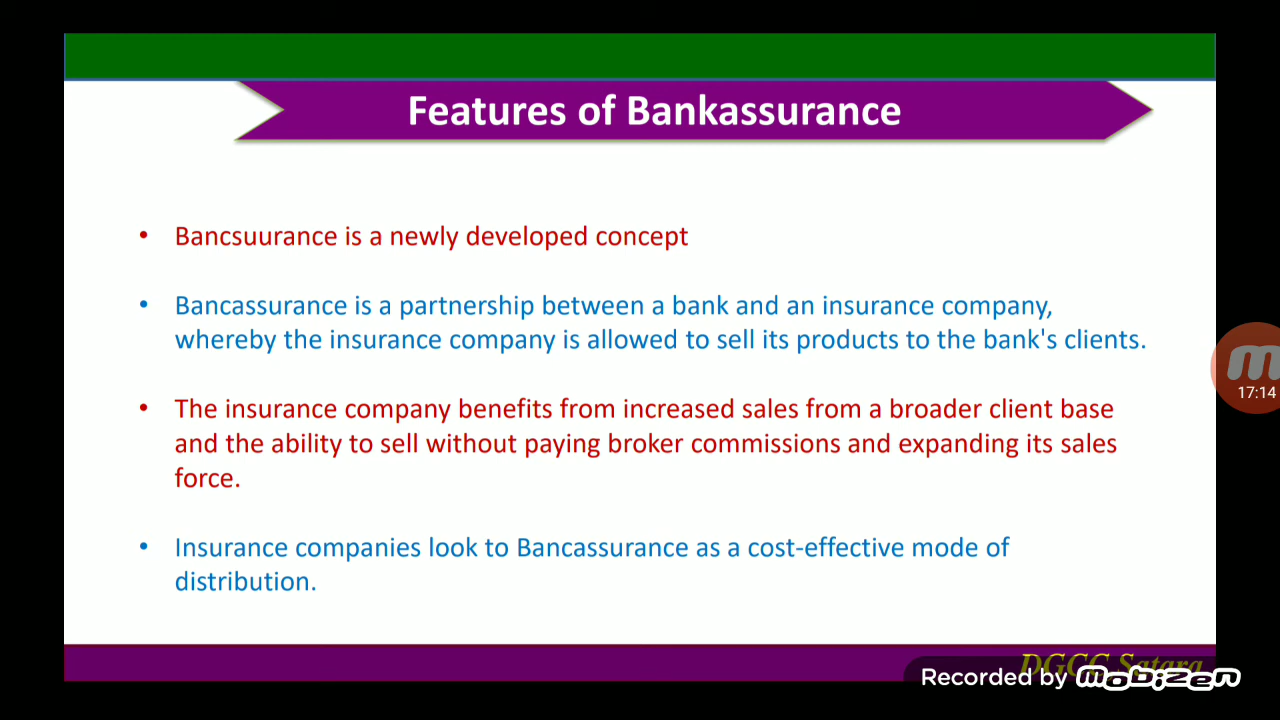 Features of Bankassurance
• Bancsuurance is a newly developed concept
• Bancassurance is a partnership between a bank and an insurance company,
whereby the insurance company is allowed to sell its products to the bank's clients.
• The insurance company benefits from increased sales from a broader client base
and the ability to sell without paying broker commissions and expanding its sales
force.
• Insurance companies look to Bancassurance as a cost-effective mode of
distribution.
17:14
DGCC Satara
Recorded by mobizen